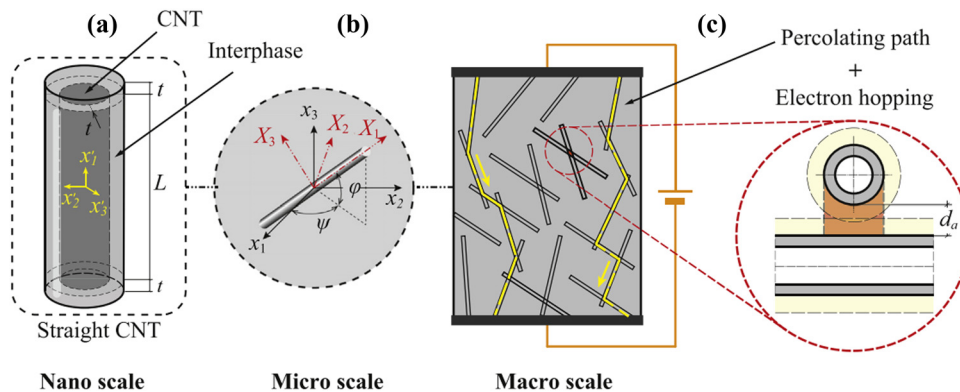 (a)
CNT
Interphase
t
t
x'1
x'2
x'3
L
t
Straight CNT
Nano scale
(b)
x3
X3
X2
X1
φ
x2
ψ
x1
Micro scale
(c)
Percolating path
+
Electron hopping
da
Macro scale